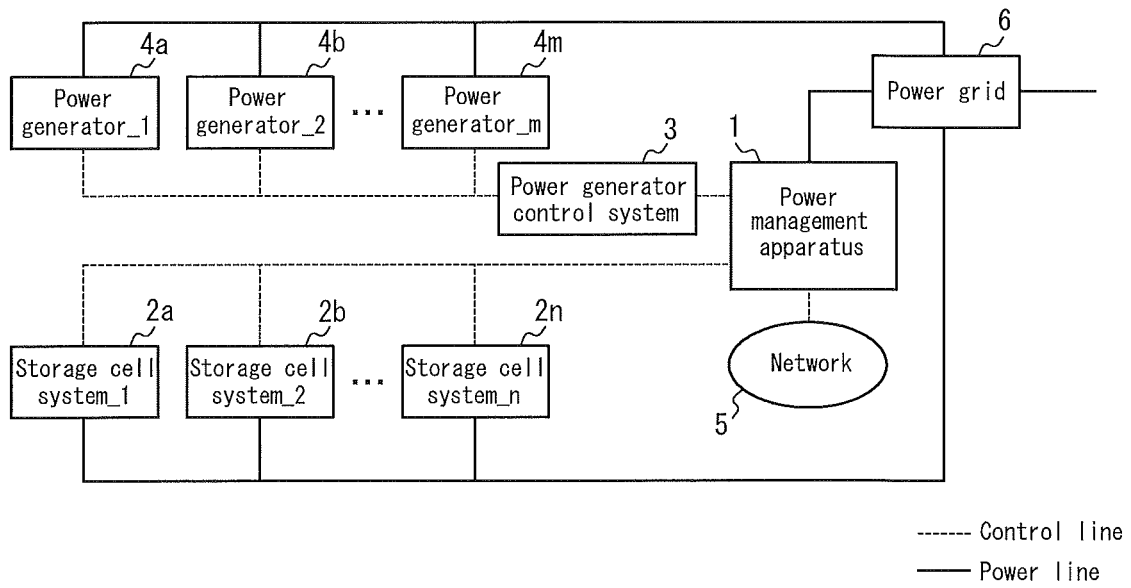 6
4a
4b
4m
Power
generator_1
Power
generator_2
...
Power
generator_m
Power grid
3
1
Power generator
control system
Power
management
apparatus
2a
2b
2n
Storage cell
system_1
Storage cell
system_2
...
Storage cell
system_n
Network
5
Control line
Power line